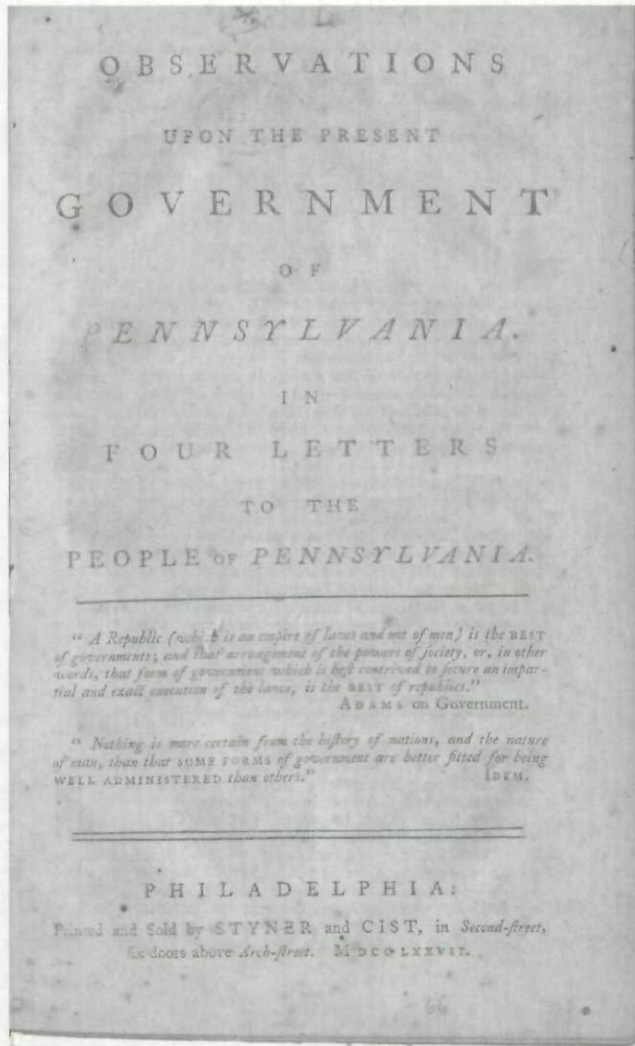 OBSERVATIONS
UPON THE PRESENT
GOVERNMENT
OF
PENNSYLVANIA.
IN
FOUR LETTERS
TO THE
PEOPLE OF PENNSYLVANIA.
" A Republic (which is an empire of laws and not of men) is the BEST
of governments; and that arrangement of the powers of ſociety, or, in other
words, that form of government which is beſt contrived to ſecure an impar-
tial and exact execution of the laws, is the BEST of republics."
ADAMS on Government.
" Nothing is more certain from the hiſtory of nations, and the nature
of man, than that SOME FORMS of government are better fitted for being
WELL ADMINISTERED than others."
IDEM.
PHILADELPHIA:
Printed and Sold by STYNER and CIST, in Second-ſtreet,
ſix doors above Arch-ſtreet. MDCCLXXVII.
66